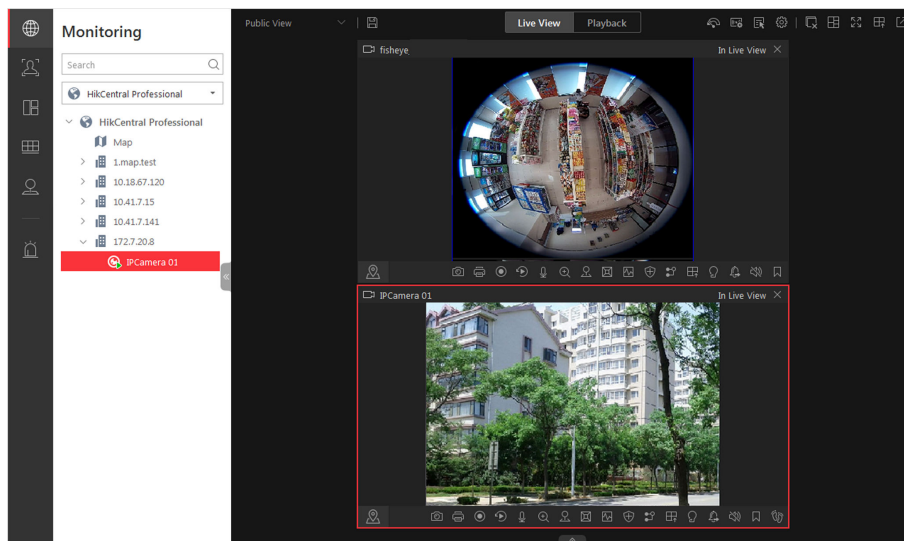 Monitoring
Search
HikCentral Professional
HikCentral Professional
Map
1.map.test
10.18.67.120
10.41.7.15
10.41.7.141
172.7.20.8
IPCamera 01
Public View
Live View
Playback
fisheye
In Live View
IPCamera 01
In Live View